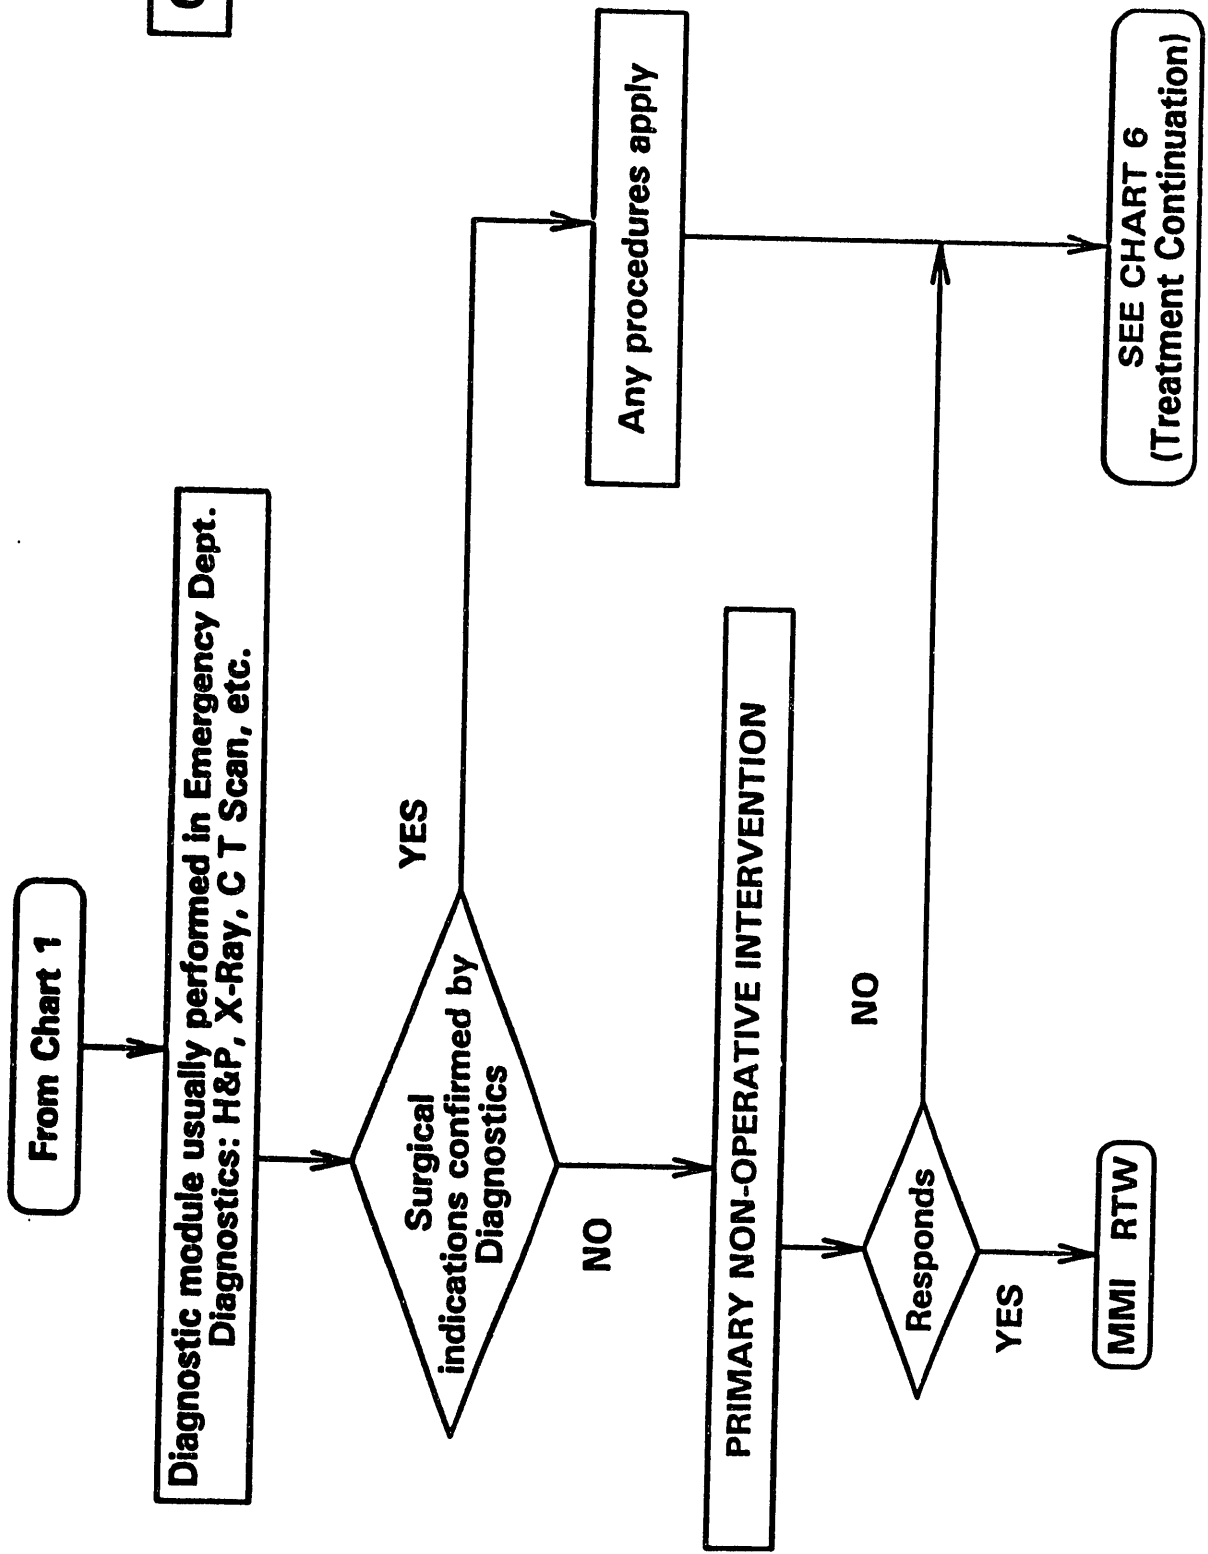 From Chart 1
Diagnostic module usually performed in Emergency Dept.
Diagnostics: H&P, X-Ray, C T Scan, etc.
Surgical
indications confirmed by
Diagnostics
YES
NO
Any procedures apply
PRIMARY NON-OPERATIVE INTERVENTION
Responds
NO
YES
MMI RTW
SEE CHART 6
(Treatment Continuation)